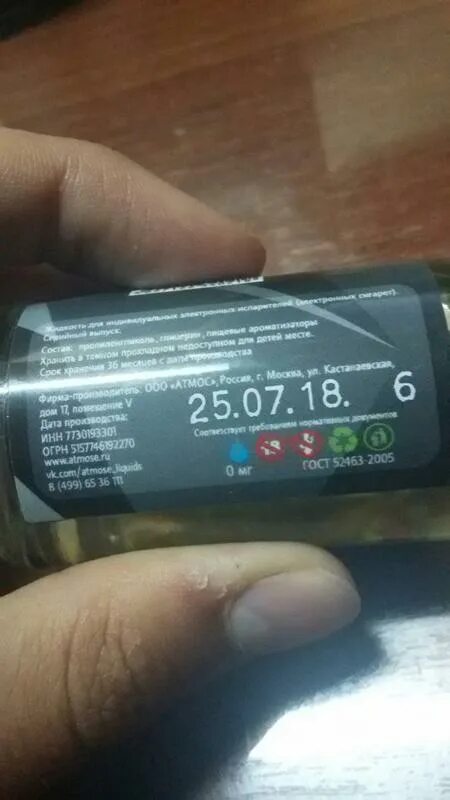 Жидкость для индивидуальных электронных испарителей (электронных сигарет)
Серийный выпуск:
Состав: пропиленгликоль, глицерин, пищевые ароматизаторы
Хранить в темном прохладном недоступном для детей месте.
Срок хранения 36 месяцев с даты производства
Фирма-производитель: ООО «АТМОС», Россия, г. Москва, ул. Кастанаевская,
дом 17, помещение V
Дата производства:
25.07.18. 6
ИНН 7730193301
ОГРН 5157746192270
www.atmose.ru
vk.com/atmose_liquids
8 (499) 65 36 111
Соответствует требованиям нормативных документов
18
0 мг
ГОСТ 52463-2005